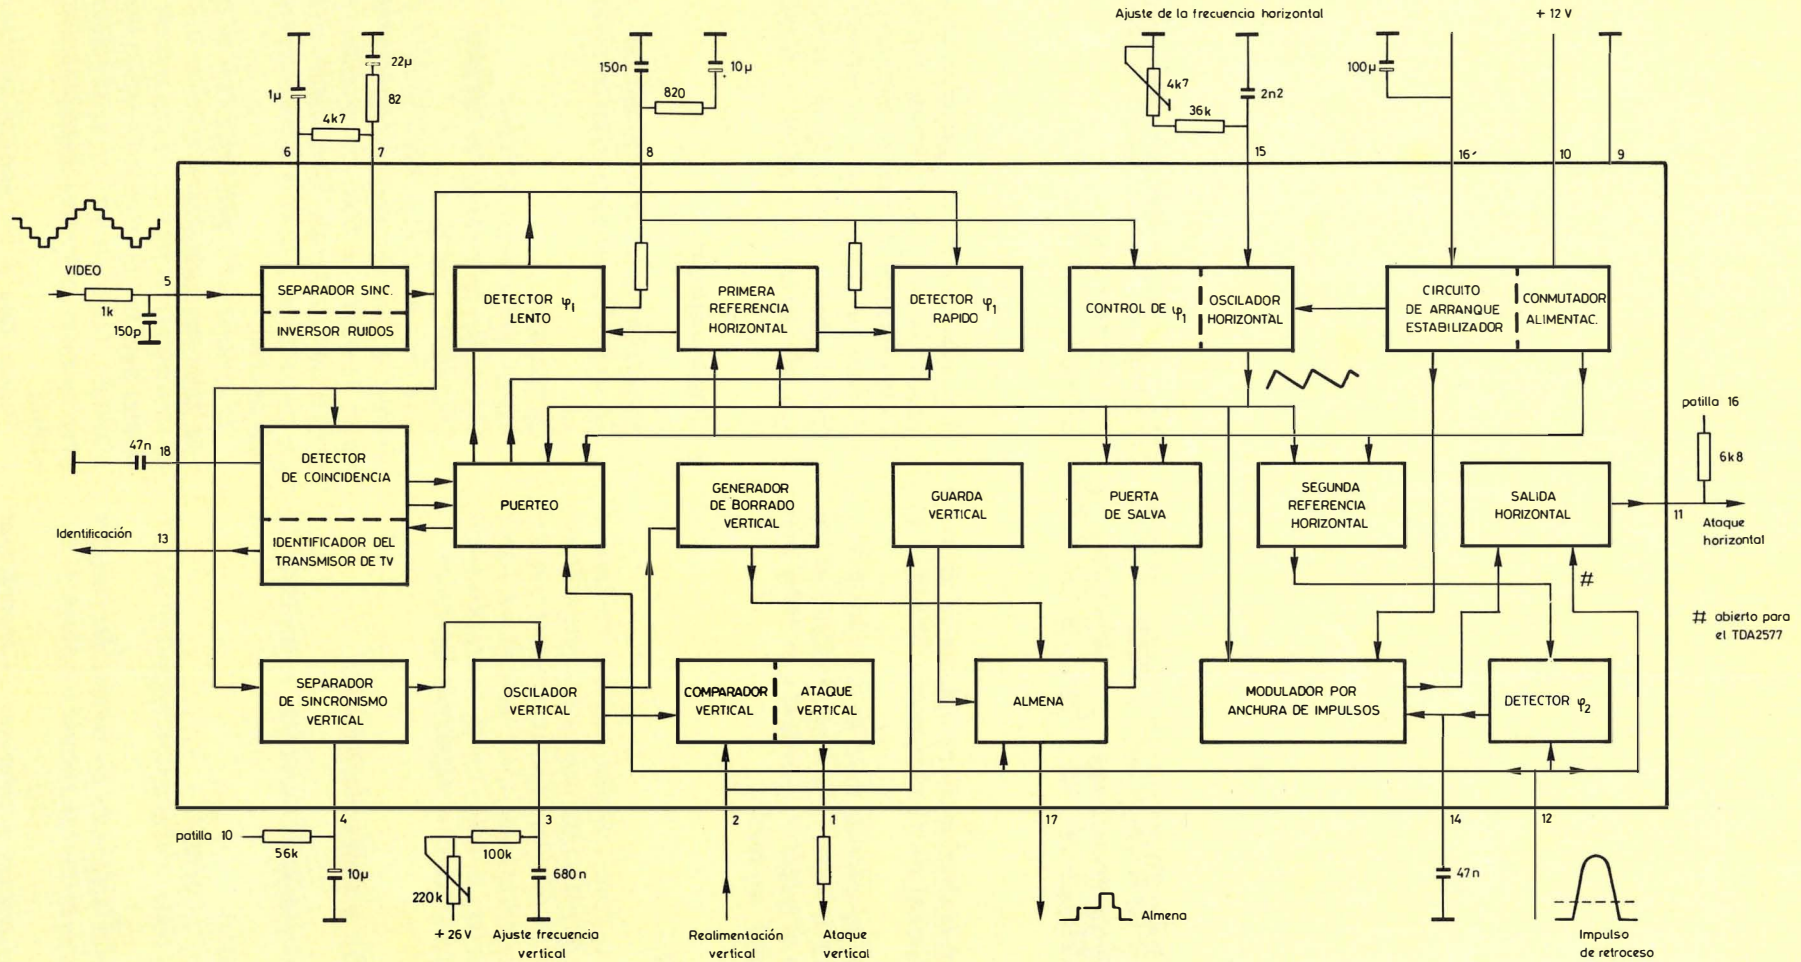 Ajuste de la frecuencia horizontal
+ 12 V
22µ
1µ
82
4k7
6
7
150n
10µ
820
8
4k7
36k
2n2
15
100µ
16
10
9
VIDEO
5
1k
150p
SEPARADOR SINC.
INVERSOR RUIDOS
DETECTOR φ1
LENTO
PRIMERA
REFERENCIA
HORIZONTAL
DETECTOR φ1
RAPIDO
CONTROL DE φ1
OSCILADOR
HORIZONTAL
CIRCUITO
DE ARRANQUE
ESTABILIZADOR
CONMUTADOR
ALIMENTAC.
patilla 16
6k8
11
Ataque
horizontal
47n
18
DETECTOR
DE COINCIDENCIA
IDENTIFICADOR DEL
TRANSMISOR DE TV
Identificación
13
PUERTEO
GENERADOR
DE BORRADO
VERTICAL
GUARDA
VERTICAL
PUERTA
DE SALVA
SEGUNDA
REFERENCIA
HORIZONTAL
SALIDA
HORIZONTAL
#
# abierto para
el TDA2577
SEPARADOR
DE SINCRONISMO
VERTICAL
OSCILADOR
VERTICAL
COMPARADOR
VERTICAL
ATAQUE
VERTICAL
ALMENA
MODULADOR POR
ANCHURA DE IMPULSOS
DETECTOR φ2
4
3
2
1
17
14
12
patilla 10
56k
10µ
100k
220k
680n
+ 26V
Ajuste frecuencia
vertical
Realimentación
vertical
Ataque
vertical
Almena
47n
Impulso
de retroceso